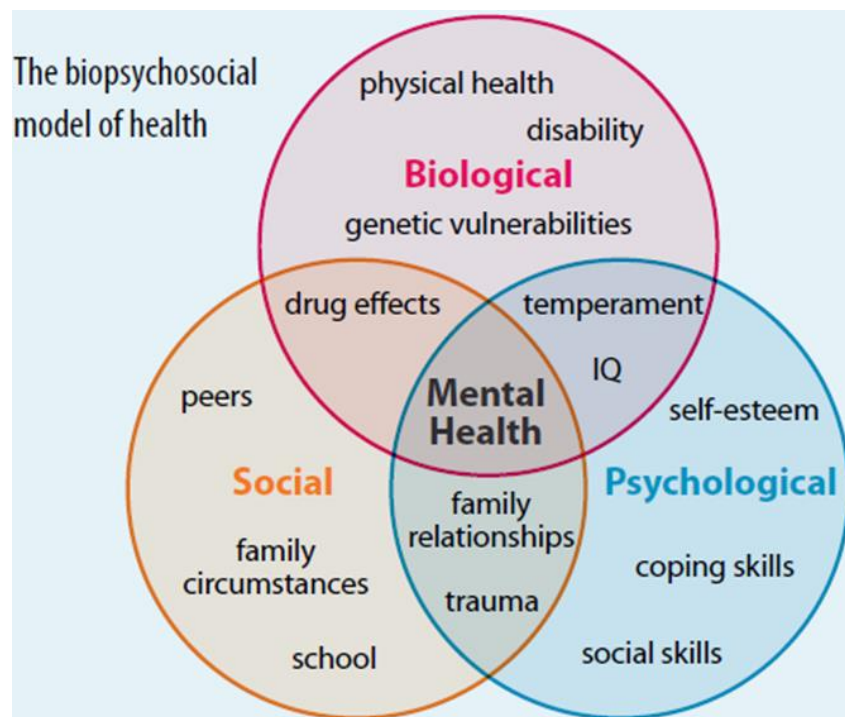 The biopsychosocial
model of health
physical health
disability
Biological
genetic vulnerabilities
drug effects
temperament
IQ
peers
Mental
Health
self-esteem
Social
Psychological
family
relationships
family
circumstances
coping skills
trauma
school
social skills